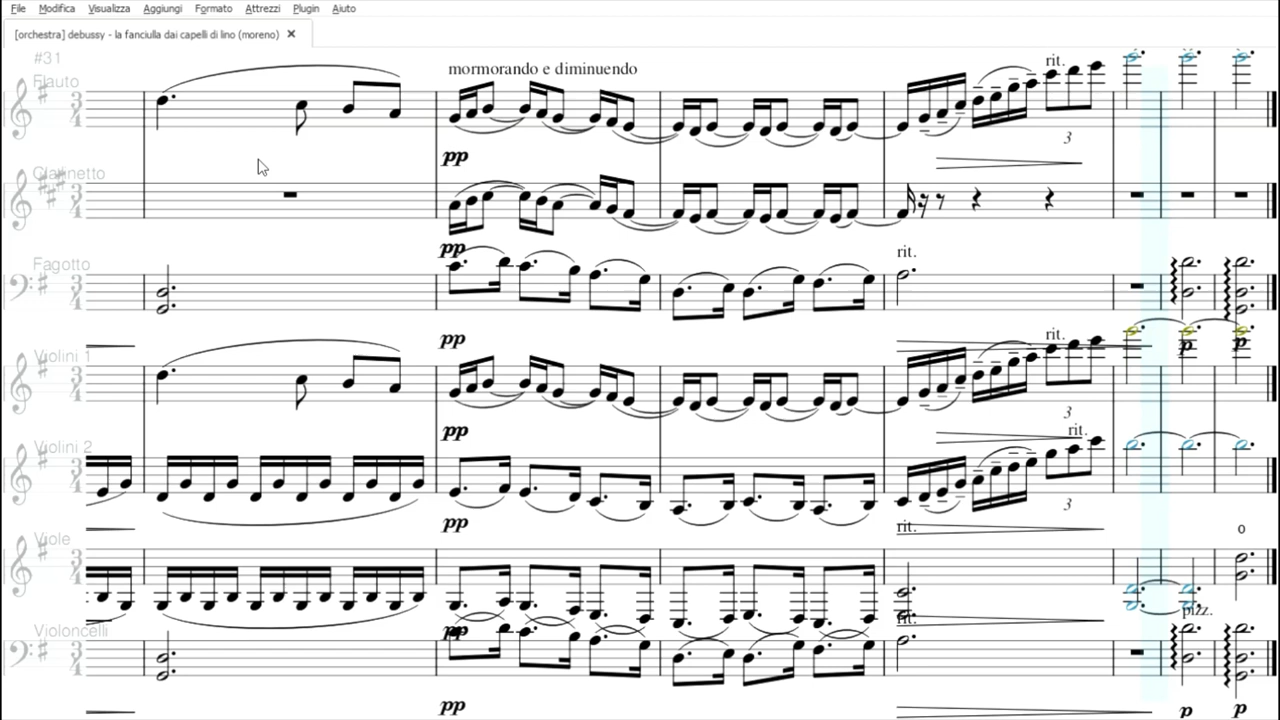 File Modifica Visualizza Aggiungi Formato Attrezzi Plugin Aiuto
[orchestra] debussy - la fanciulla dai capelli di lino (moreno) ×
#31
Flauto
mormorando e diminuendo
rit.
pp
3
Clarinetto
pp
Fagotto
rit.
pp
p p
Violini 1
rit.
pp
3
Violini 2
rit.
pp
3
Viole
rit.
o
pp
Violoncelli
rit.
pizz.
pp
p p